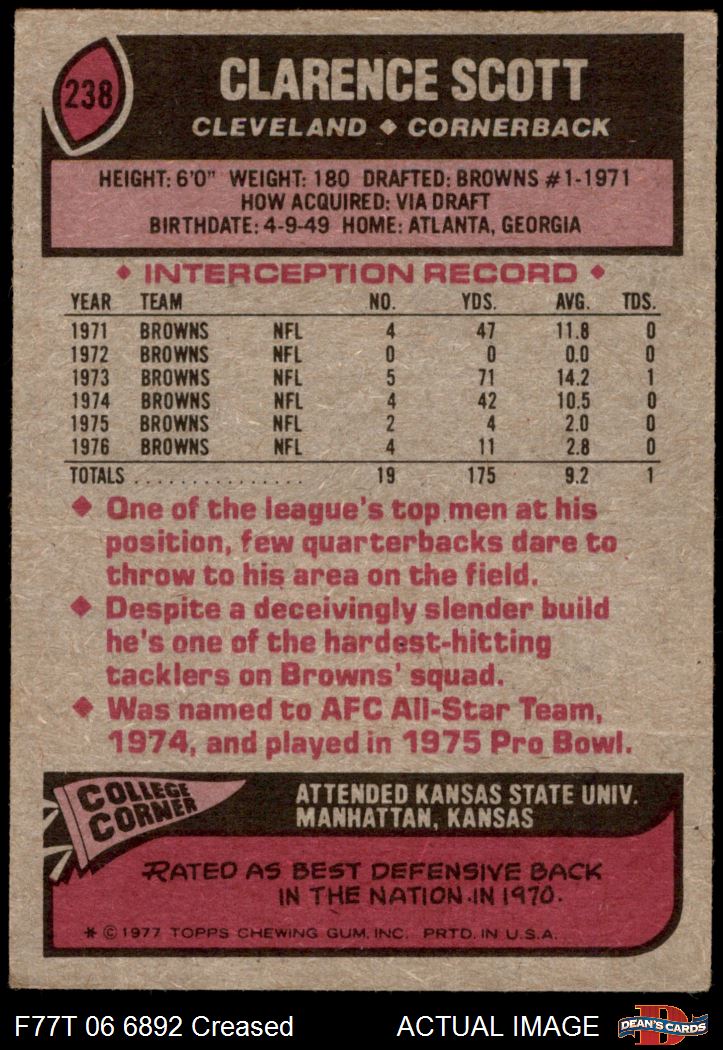 238
CLARENCE SCOTT
CLEVELAND ◆ CORNERBACK
HEIGHT: 6'0" WEIGHT: 180 DRAFTED: BROWNS #1-1971
HOW ACQUIRED: VIA DRAFT
BIRTHDATE: 4-9-49 HOME: ATLANTA, GEORGIA
◆ INTERCEPTION RECORD ◆
YEAR TEAM NO. YDS. AVG. TDS.
1971 BROWNS NFL 4 47 11.8 0
1972 BROWNS NFL 0 0 0.0 0
1973 BROWNS NFL 5 71 14.2 1
1974 BROWNS NFL 4 42 10.5 0
1975 BROWNS NFL 2 4 2.0 0
1976 BROWNS NFL 4 11 2.8 0
TOTALS ................ 19 175 9.2 1
◆ One of the league's top men at his
position, few quarterbacks dare to
throw to his area on the field.
◆ Despite a deceivingly slender build
he's one of the hardest-hitting
tacklers on Browns' squad.
◆ Was named to AFC All-Star Team,
1974, and played in 1975 Pro Bowl.
COLLEGE
CORNER
ATTENDED KANSAS STATE UNIV.
MANHATTAN, KANSAS
RATED AS BEST DEFENSIVE BACK
IN THE NATION IN 1970.
* © 1977 TOPPS CHEWING GUM, INC. PRTD. IN U.S.A.
F77T 06 6892 Creased
ACTUAL IMAGE
D
DEAN'S CARDS